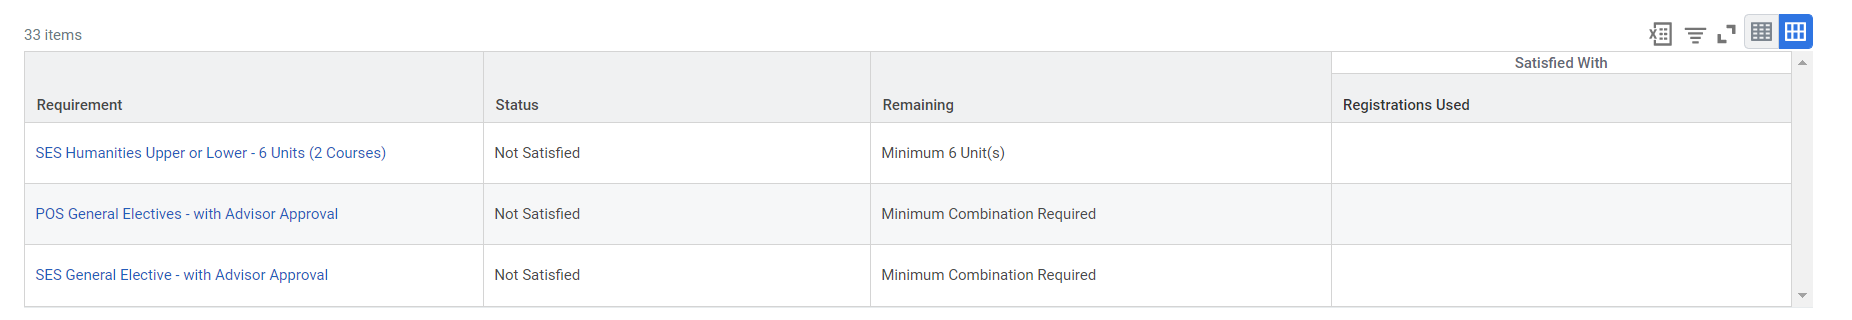 33 items
Satisfied With
Requirement Status Remaining Registrations Used
SES Humanities Upper or Lower - 6 Units (2 Courses) Not Satisfied Minimum 6 Unit(s)
POS General Electives - with Advisor Approval Not Satisfied Minimum Combination Required
SES General Elective - with Advisor Approval Not Satisfied Minimum Combination Required